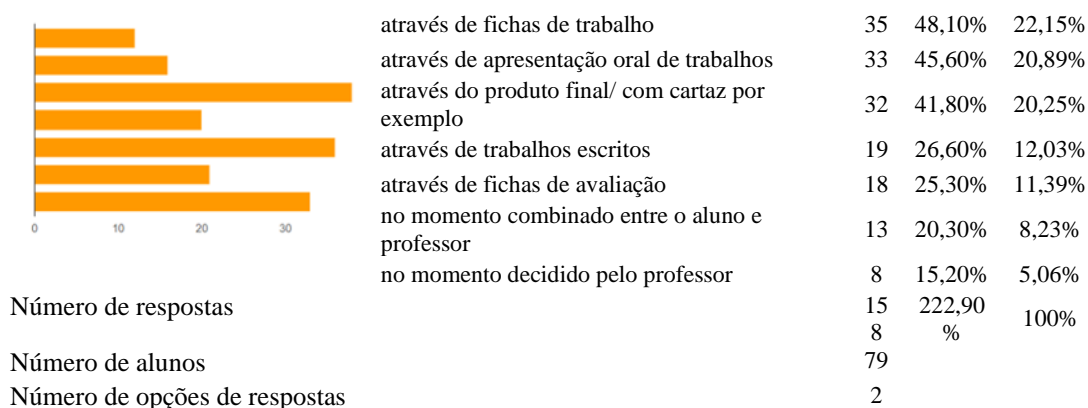 através de fichas de trabalho 35 48,10% 22,15%
através de apresentação oral de trabalhos 33 45,60% 20,89%
através do produto final/ com cartaz por
exemplo 32 41,80% 20,25%
através de trabalhos escritos 19 26,60% 12,03%
através de fichas de avaliação 18 25,30% 11,39%
no momento combinado entre o aluno e
professor 13 20,30% 8,23%
no momento decidido pelo professor 8 15,20% 5,06%
0 10 20 30
Número de respostas 15 222,90 100%
8 %
Número de alunos 79
Número de opções de respostas 2